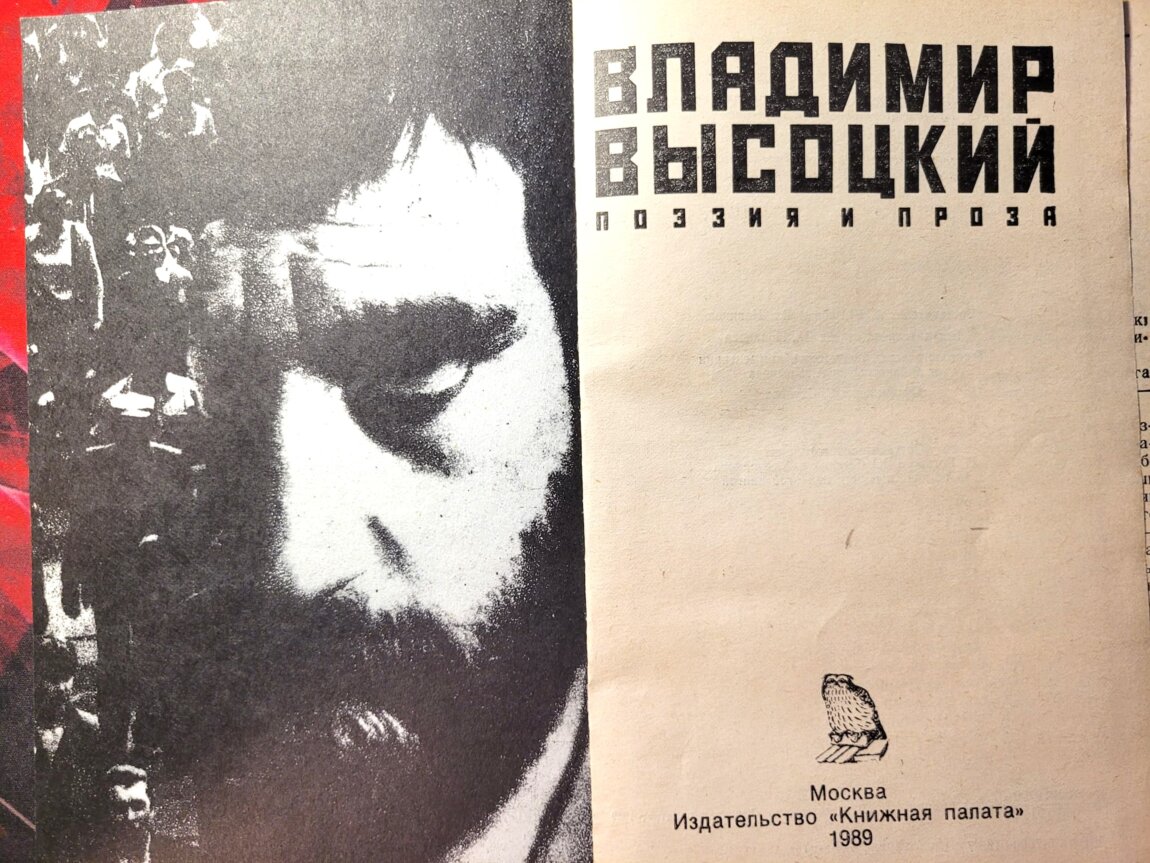 ВЛАДИМИР
ВЫСОЦКИЙ
ПОЭЗИЯ И ПРОЗА
Москва
Издательство «Книжная палата»
1989